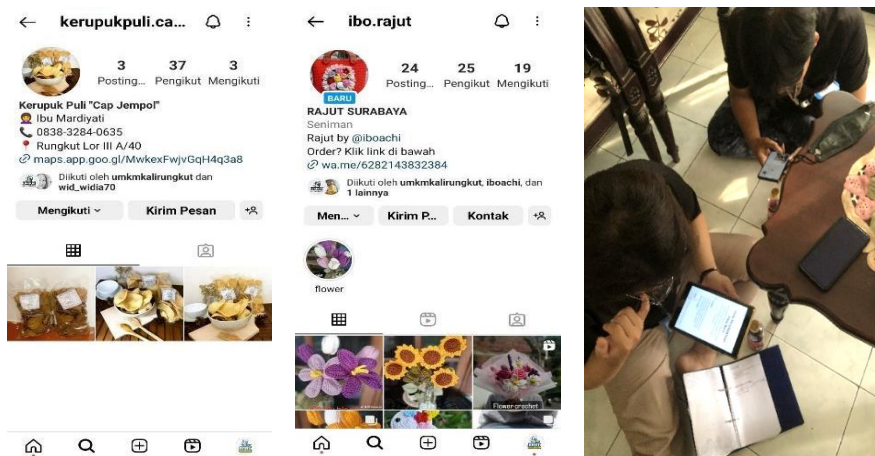 kerupukpuli.ca...
3 37 3
Posting... Pengikut Mengikuti
Kerupuk Puli "Cap Jempol"
Ibu Mardiyati
0838-3284-0635
Rungkut Lor III A/40
maps.app.goo.gl/MwkexFwjvGqH4q3a8
Diikuti oleh umkmkalirungkut dan
wid_widia70
Mengikuti Kirim Pesan
ibo.rajut
24 25 19
Posting... Pengikut Mengikuti
BARU
RAJUT SURABAYA
Seniman
Rajut by @iboachi
Order? Klik link di bawah
wa.me/6282143832384
Diikuti oleh umkmkalirungkut, iboachi, dan
1 lainnya
Men... Kirim P... Kontak
flower
Flower crochet